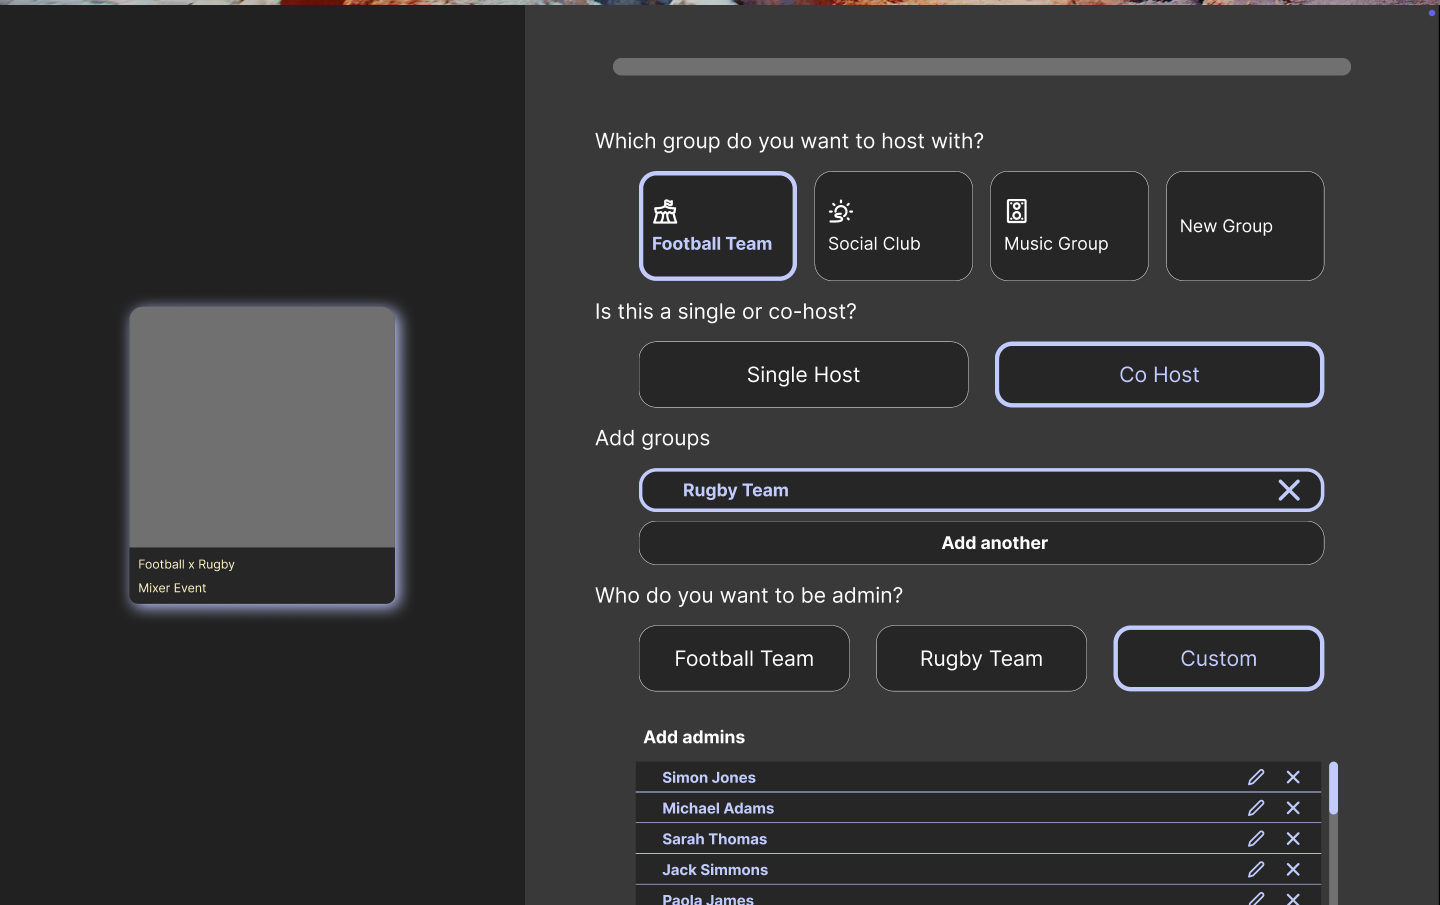 Which group do you want to host with?
Football Team
Social Club
Music Group
New Group
Is this a single or co-host?
Single Host
Co Host
Add groups
Rugby Team
Add another
Football x Rugby
Mixer Event
Who do you want to be admin?
Football Team
Rugby Team
Custom
Add admins
Simon Jones
Michael Adams
Sarah Thomas
Jack Simmons
Paola James